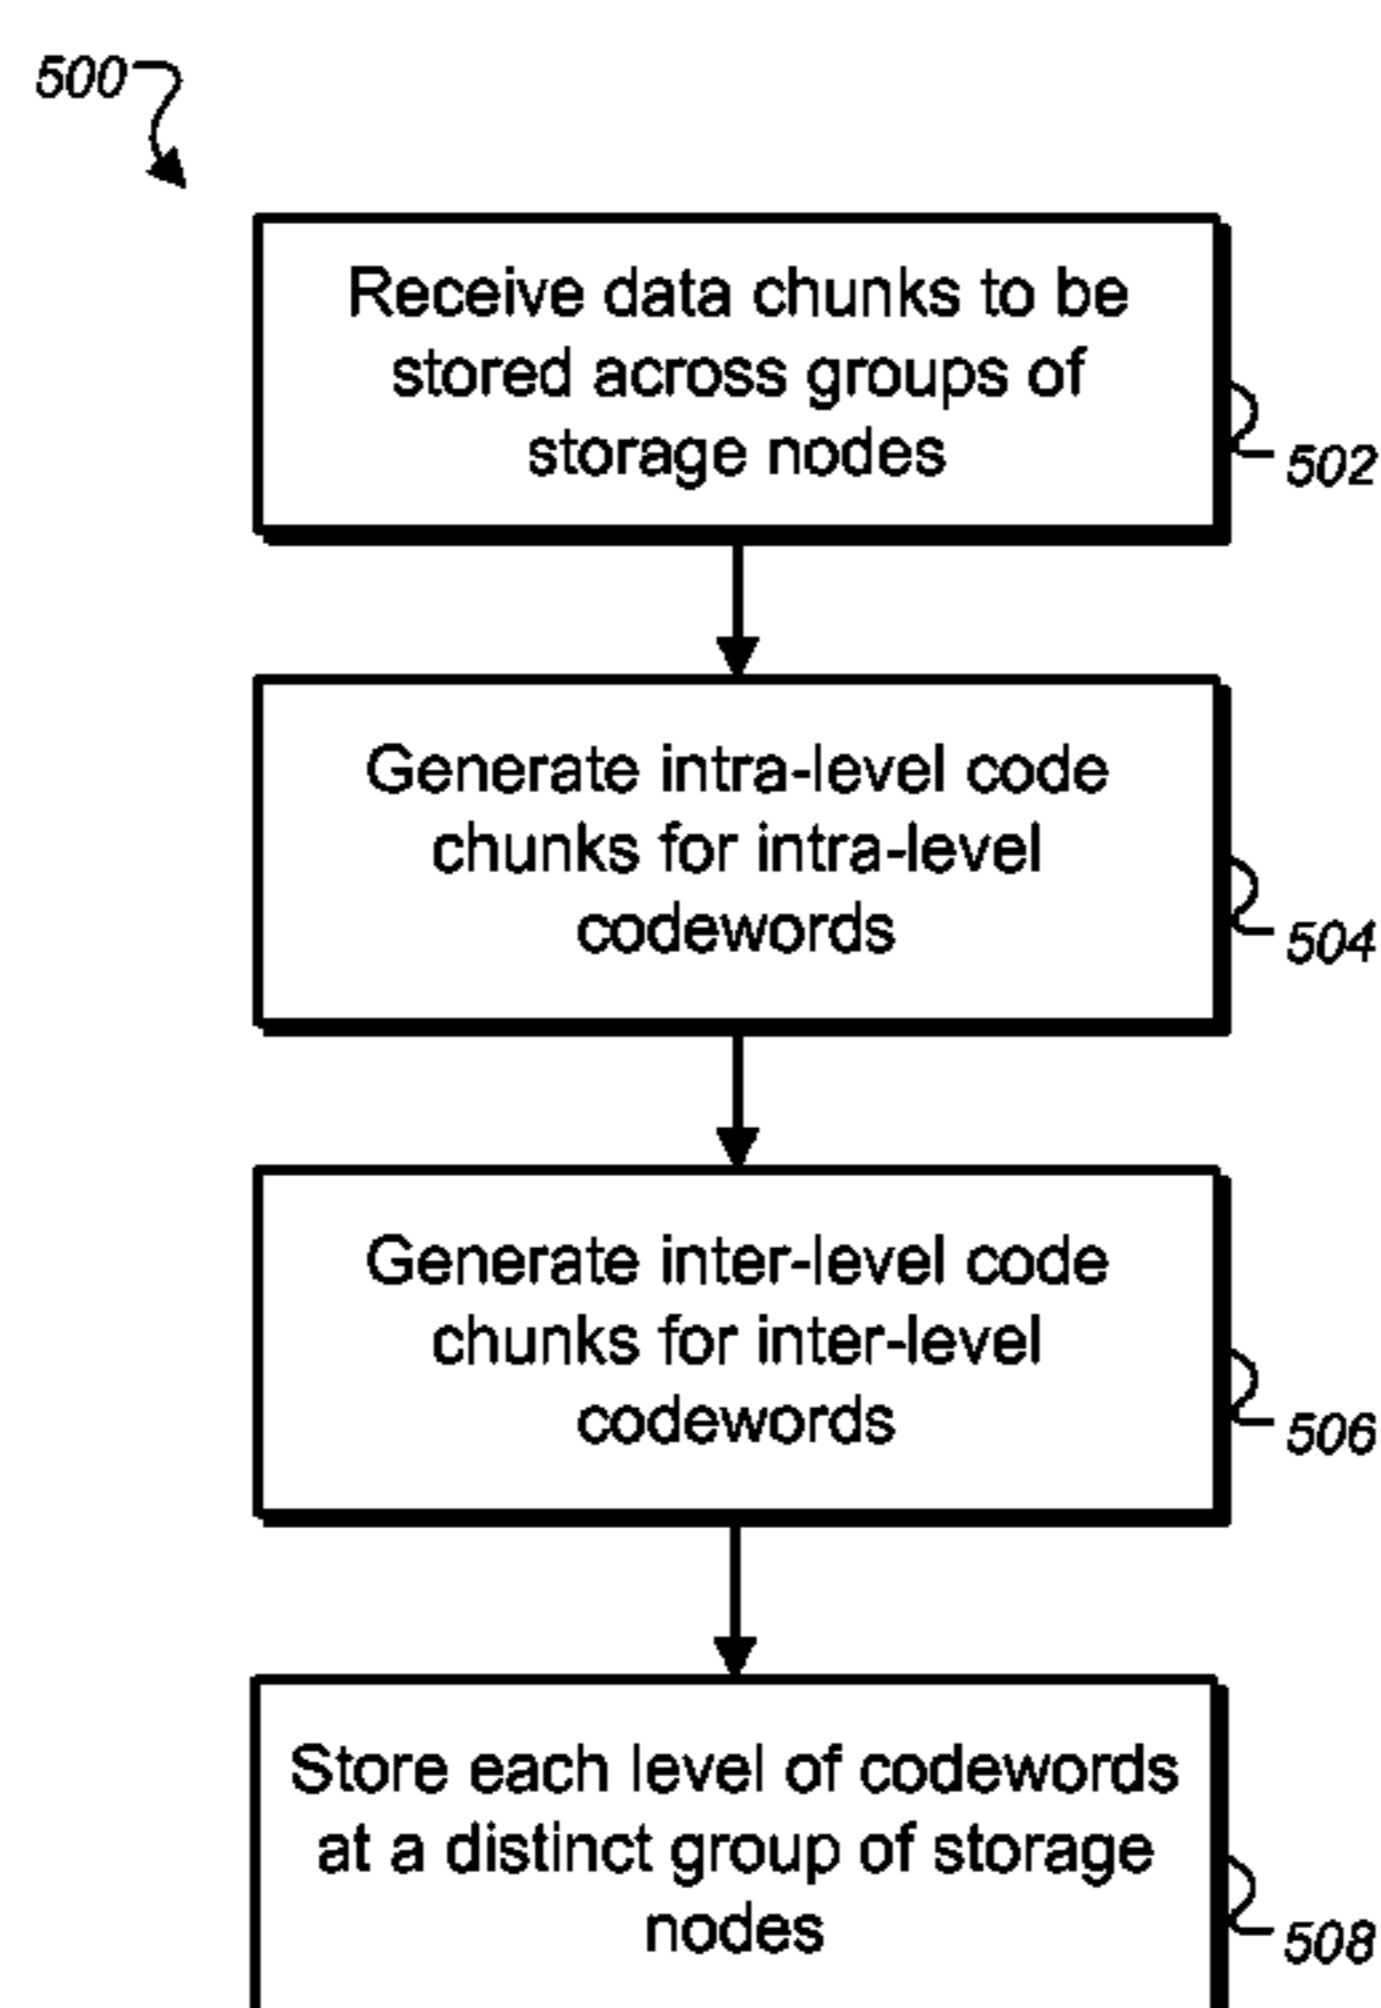 500
Receive data chunks to be
stored across groups of
storage nodes
502
Generate intra-level code
chunks for intra-level
codewords
504
Generate inter-level code
chunks for inter-level
codewords
506
Store each level of codewords
at a distinct group of storage
nodes
508